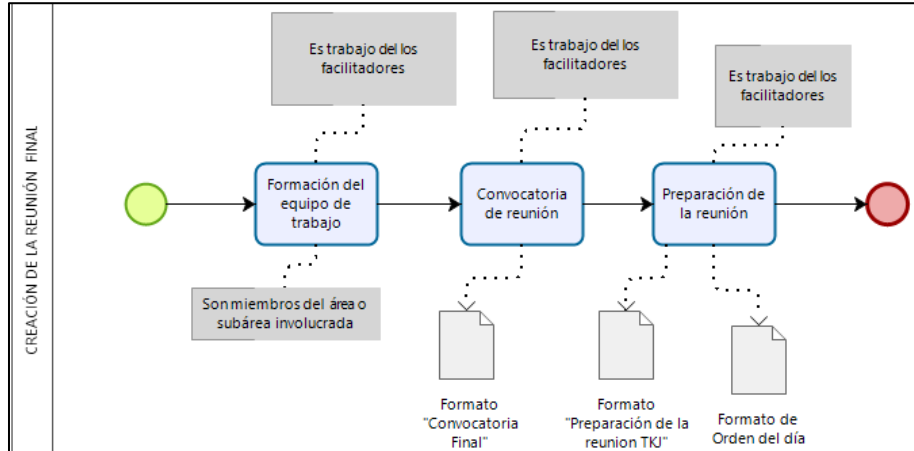 CREACIÓN DE LA REUNIÓN FINAL
Es trabajo del los
facilitadores
Es trabajo del los
facilitadores
Es trabajo del los
facilitadores
Formación del
equipo de
trabajo
Convocatoria
de reunión
Preparación de
la reunión
Son miembros del área o
subárea involucrada
Formato
"Convocatoria
Final"
Formato
"Preparación de la
reunion TKJ"
Formato de
Orden del día